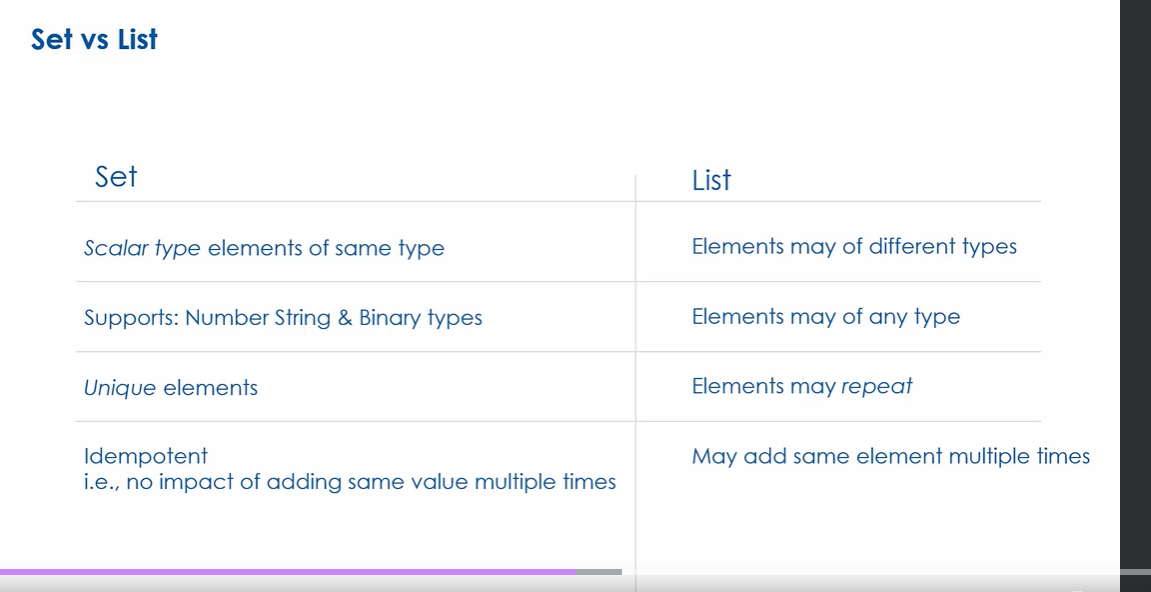 Set vs List
Set
List
Scalar type elements of same type
Elements may of different types
Supports: Number String & Binary types
Elements may of any type
Unique elements
Elements may repeat
Idempotent
i.e., no impact of adding same value multiple times
May add same element multiple times